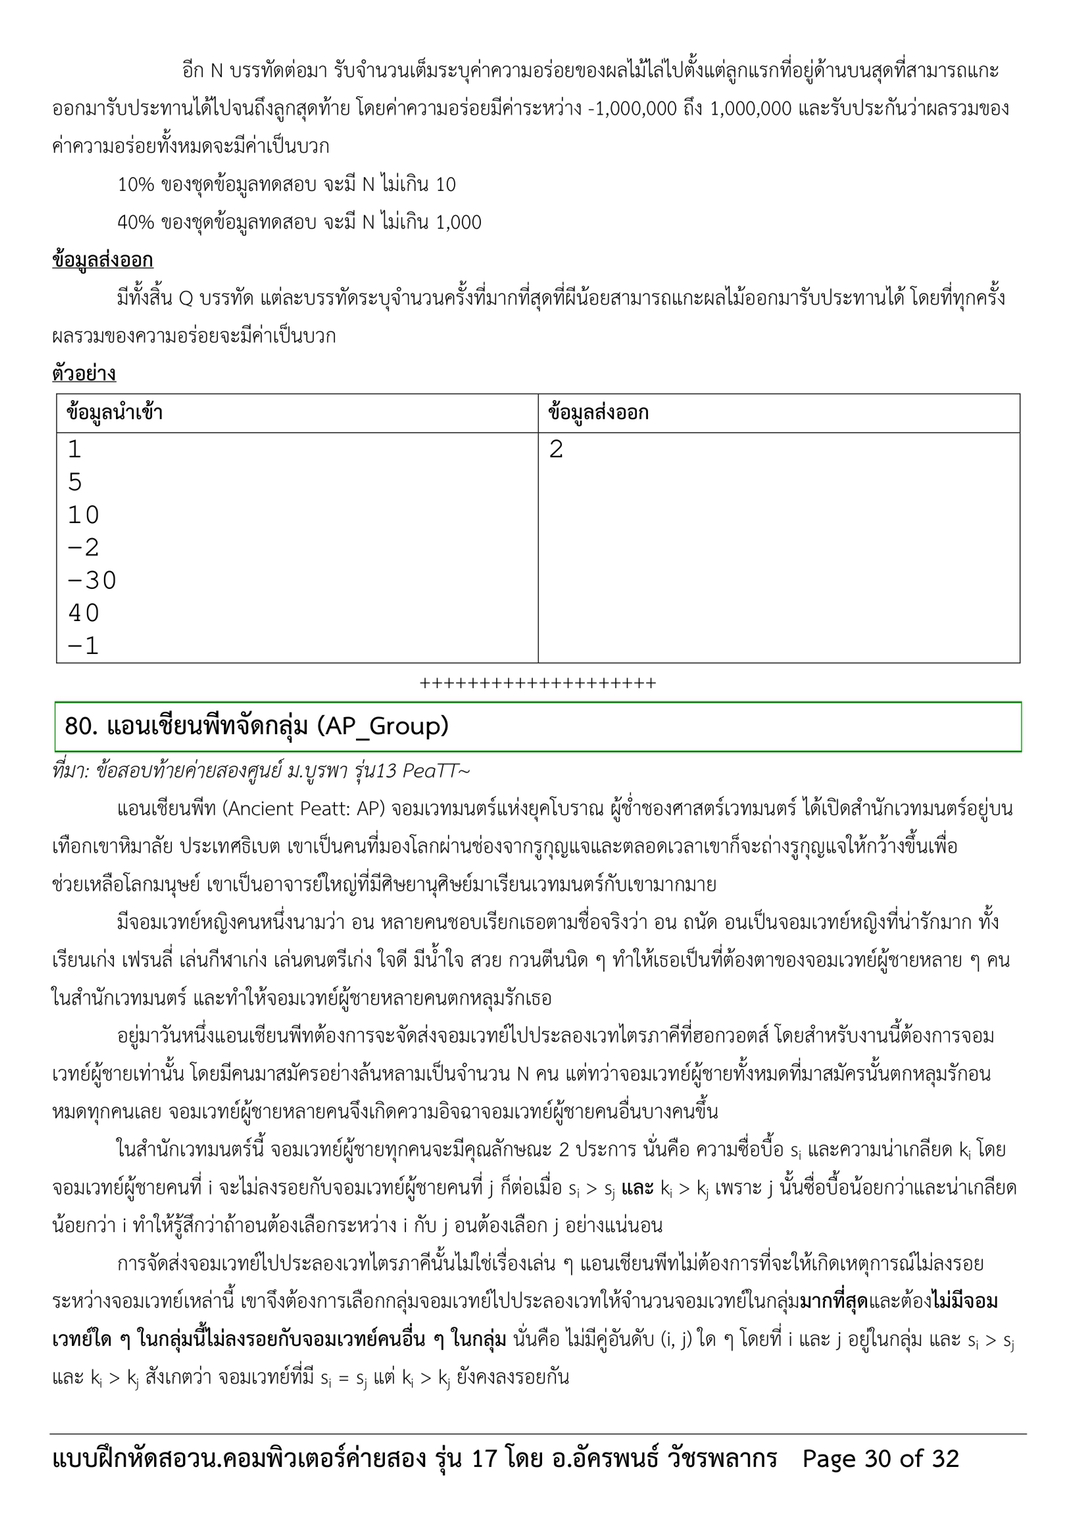 อีก N บรรทัดต่อมา รับจำนวนเต็มระบุค่าความอร่อยของผลไม้ไล่ไปตั้งแต่ลูกแรกที่อยู่ด้านบนสุดที่สามารถแกะ
ออกมารับประทานได้ไปจนถึงลูกสุดท้าย โดยค่าความอร่อยมีค่าระหว่าง -1,000,000 ถึง 1,000,000 และรับประกันว่าผลรวมของ
ค่าความอร่อยทั้งหมดจะมีค่าเป็นบวก
10% ของชุดข้อมูลทดสอบ จะมี N ไม่เกิน 10
40% ของชุดข้อมูลทดสอบ จะมี N ไม่เกิน 1,000
ข้อมูลส่งออก
มีทั้งสิ้น Q บรรทัด แต่ละบรรทัดระบุจำนวนครั้งที่มากที่สุดที่ผีน้อยสามารถแกะผลไม้ออกมารับประทานได้ โดยที่ทุกครั้ง
ผลรวมของความอร่อยจะมีค่าเป็นบวก
ตัวอย่าง
ข้อมูลนำเข้า ข้อมูลส่งออก
1 2
5
10
-2
-30
40
-1
++++++++++++++++++++
80. แอนเชียนพีทจัดกลุ่ม (AP_Group)
ที่มา: ข้อสอบท้ายค่ายสองศูนย์ ม.บูรพา รุ่น13 PeaTT~
แอนเชียนพีท (Ancient Peatt: AP) จอมเวทมนตร์แห่งยุคโบราณ ผู้ช่ำชองศาสตร์เวทมนตร์ ได้เปิดสำนักเวทมนตร์อยู่บน
เทือกเขาหิมาลัย ประเทศธิเบต เขาเป็นคนที่มองโลกผ่านช่องจากรูกุญแจและตลอดเวลาเขาก็จะถ่างรูกุญแจให้กว้างขึ้นเพื่อ
ช่วยเหลือโลกมนุษย์ เขาเป็นอาจารย์ใหญ่ที่มีศิษยานุศิษย์มาเรียนเวทมนตร์กับเขามากมาย
มีจอมเวทย์หญิงคนหนึ่งนามว่า อน หลายคนชอบเรียกเธอตามชื่อจริงว่า อน ถนัด อนเป็นจอมเวทย์หญิงที่น่ารักมาก ทั้ง
เรียนเก่ง เฟรนลี่ เล่นกีฬาเก่ง เล่นดนตรีเก่ง ใจดี มีน้ำใจ สวย กวนตีนนิด ๆ ทำให้เธอเป็นที่ต้องตาของจอมเวทย์ผู้ชายหลาย ๆ คน
ในสำนักเวทมนตร์ และทำให้จอมเวทย์ผู้ชายหลายคนตกหลุมรักเธอ
อยู่มาวันหนึ่งแอนเชียนพีทต้องการจะจัดส่งจอมเวทย์ไปประลองเวทไตรภาคีที่ฮอกวอตส์ โดยสำหรับงานนี้ต้องการจอม
เวทย์ผู้ชายเท่านั้น โดยมีคนมาสมัครอย่างล้นหลามเป็นจำนวน N คน แต่ทว่าจอมเวทย์ผู้ชายทั้งหมดที่มาสมัครนั้นตกหลุมรักอน
หมดทุกคนเลย จอมเวทย์ผู้ชายหลายคนจึงเกิดความอิจฉาจอมเวทย์ผู้ชายคนอื่นบางคนขึ้น
ในสำนักเวทมนตร์นี้ จอมเวทย์ผู้ชายทุกคนจะมีคุณลักษณะ 2 ประการ นั่นคือ ความซื่อบื้อ sᵢ และความน่าเกลียด kᵢ โดย
จอมเวทย์ผู้ชายคนที่ i จะไม่ลงรอยกับจอมเวทย์ผู้ชายคนที่ j ก็ต่อเมื่อ sᵢ > sⱼ และ kᵢ > kⱼ เพราะ j นั้นซื่อบื้อน้อยกว่าและน่าเกลียด
น้อยกว่า i ทำให้รู้สึกว่าถ้าอนต้องเลือกระหว่าง i กับ j อนต้องเลือก j อย่างแน่นอน
การจัดส่งจอมเวทย์ไปประลองเวทไตรภาคีนั้นไม่ใช่เรื่องเล่น ๆ แอนเชียนพีทไม่ต้องการที่จะให้เกิดเหตุการณ์ไม่ลงรอย
ระหว่างจอมเวทย์เหล่านี้ เขาจึงต้องการเลือกกลุ่มจอมเวทย์ไปประลองเวทให้จำนวนจอมเวทย์ในกลุ่มมากที่สุดและต้องไม่มีจอม
เวทย์ใด ๆ ในกลุ่มนี้ไม่ลงรอยกับจอมเวทย์คนอื่น ๆ ในกลุ่ม นั่นคือ ไม่มีคู่อันดับ (i, j) ใด ๆ โดยที่ i และ j อยู่ในกลุ่ม และ sᵢ > sⱼ
และ kᵢ > kⱼ สังเกตว่า จอมเวทย์ที่มี sᵢ = sⱼ แต่ kᵢ > kⱼ ยังคงลงรอยกัน
แบบฝึกหัดสอวน.คอมพิวเตอร์ค่ายสอง รุ่น 17 โดย อ.อัครพนธ์ วัชรพลากร Page 30 of 32